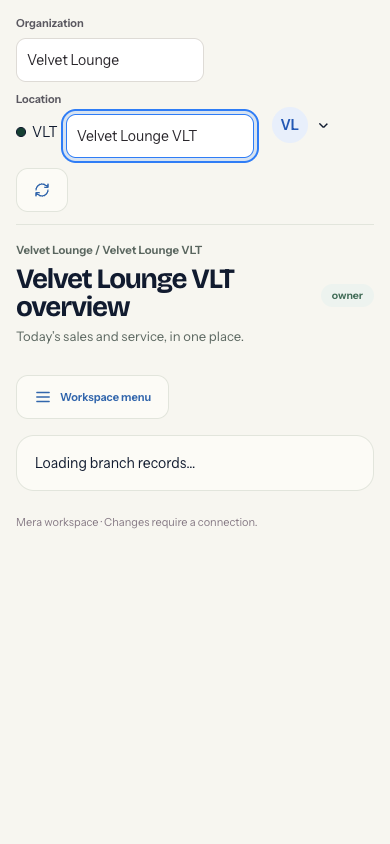 Organization
Velvet Lounge
Location
VLT
Velvet Lounge VLT
VL
Velvet Lounge / Velvet Lounge VLT
Velvet Lounge VLT
overview
owner
Today's sales and service, in one place.
Workspace menu
Loading branch records...
Mera workspace · Changes require a connection.